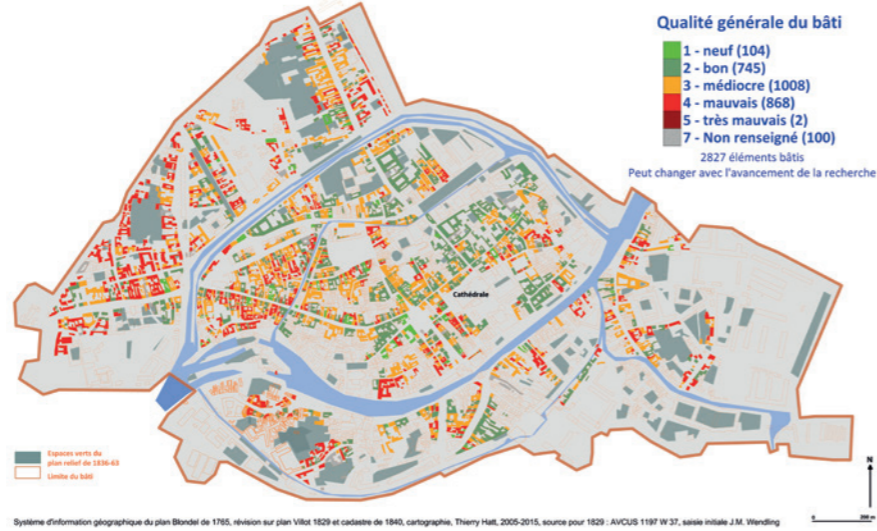 Qualité générale du bâti
1 - neuf (104)
2 - bon (745)
3 - médiocre (1008)
4 - mauvais (868)
5 - très mauvais (2)
7 - Non renseigné (100)
2827 éléments bâtis
Peut changer avec l'avancement de la recherche
Cathédrale
Espaces verts du
plan relief de 1836-63
Limite du bâti
N
0 200 m
Système d'information géographique du plan Blondel de 1765, révision sur plan Villot 1829 et cadastre de 1840, cartographie, Thierry Hatt, 2005-2015, source pour 1829 : AVCUS 1197 W 37, saisie initiale J.M. Wendling